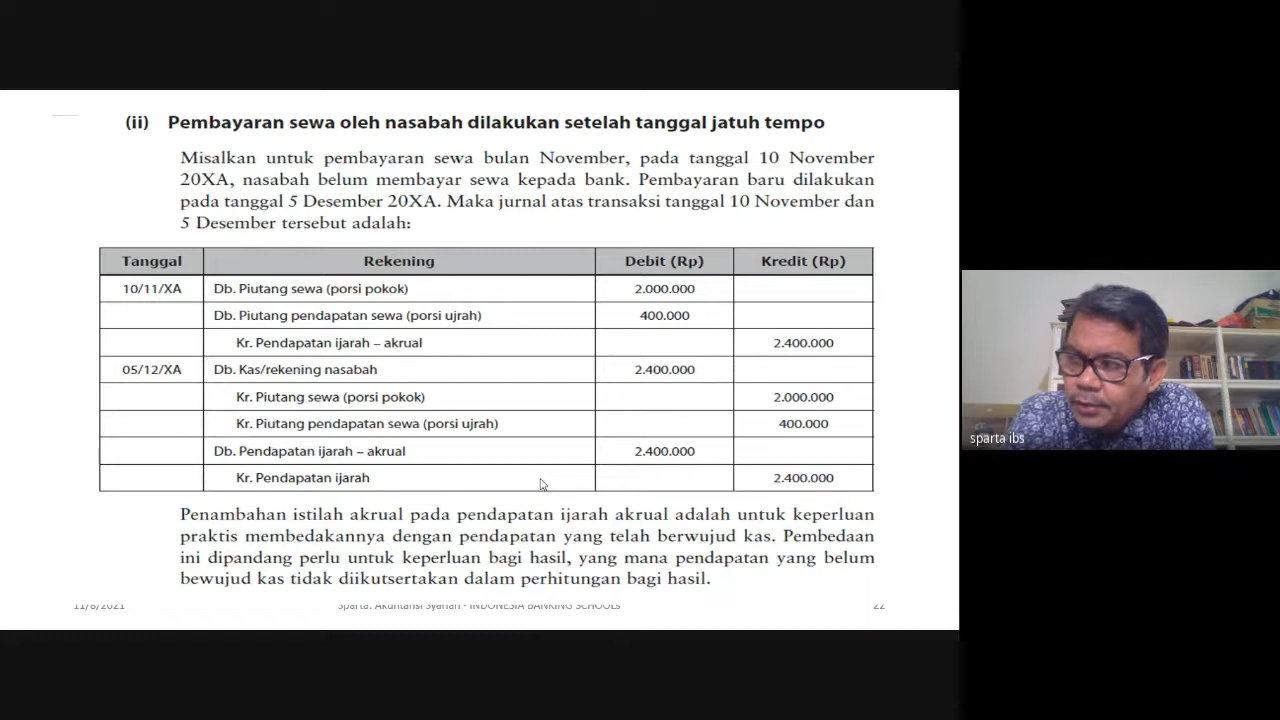 (ii) Pembayaran sewa oleh nasabah dilakukan setelah tanggal jatuh tempo
Misalkan untuk pembayaran sewa bulan November, pada tanggal 10 November
20XA, nasabah belum membayar sewa kepada bank. Pembayaran baru dilakukan
pada tanggal 5 Desember 20XA. Maka jurnal atas transaksi tanggal 10 November dan
5 Desember tersebut adalah:
Tanggal Rekening Debit (Rp) Kredit (Rp)
10/11/XA Db. Piutang sewa (porsi pokok) 2.000.000
Db. Piutang pendapatan sewa (porsi ujrah) 400.000
Kr. Pendapatan ijarah – akrual 2.400.000
05/12/XA Db. Kas/rekening nasabah 2.400.000
Kr. Piutang sewa (porsi pokok) 2.000.000
Kr. Piutang pendapatan sewa (porsi ujrah) 400.000
Db. Pendapatan ijarah – akrual 2.400.000
Kr. Pendapatan ijarah 2.400.000
Penambahan istilah akrual pada pendapatan ijarah akrual adalah untuk keperluan
praktis membedakannya dengan pendapatan yang telah berwujud kas. Pembedaan
ini dipandang perlu untuk keperluan bagi hasil, yang mana pendapatan yang belum
bewujud kas tidak diikutsertakan dalam perhitungan bagi hasil.
11/8/2021 Sparta: Akuntansi Syariah - INDONESIA BANKING SCHOOLS 22
sparta ibs